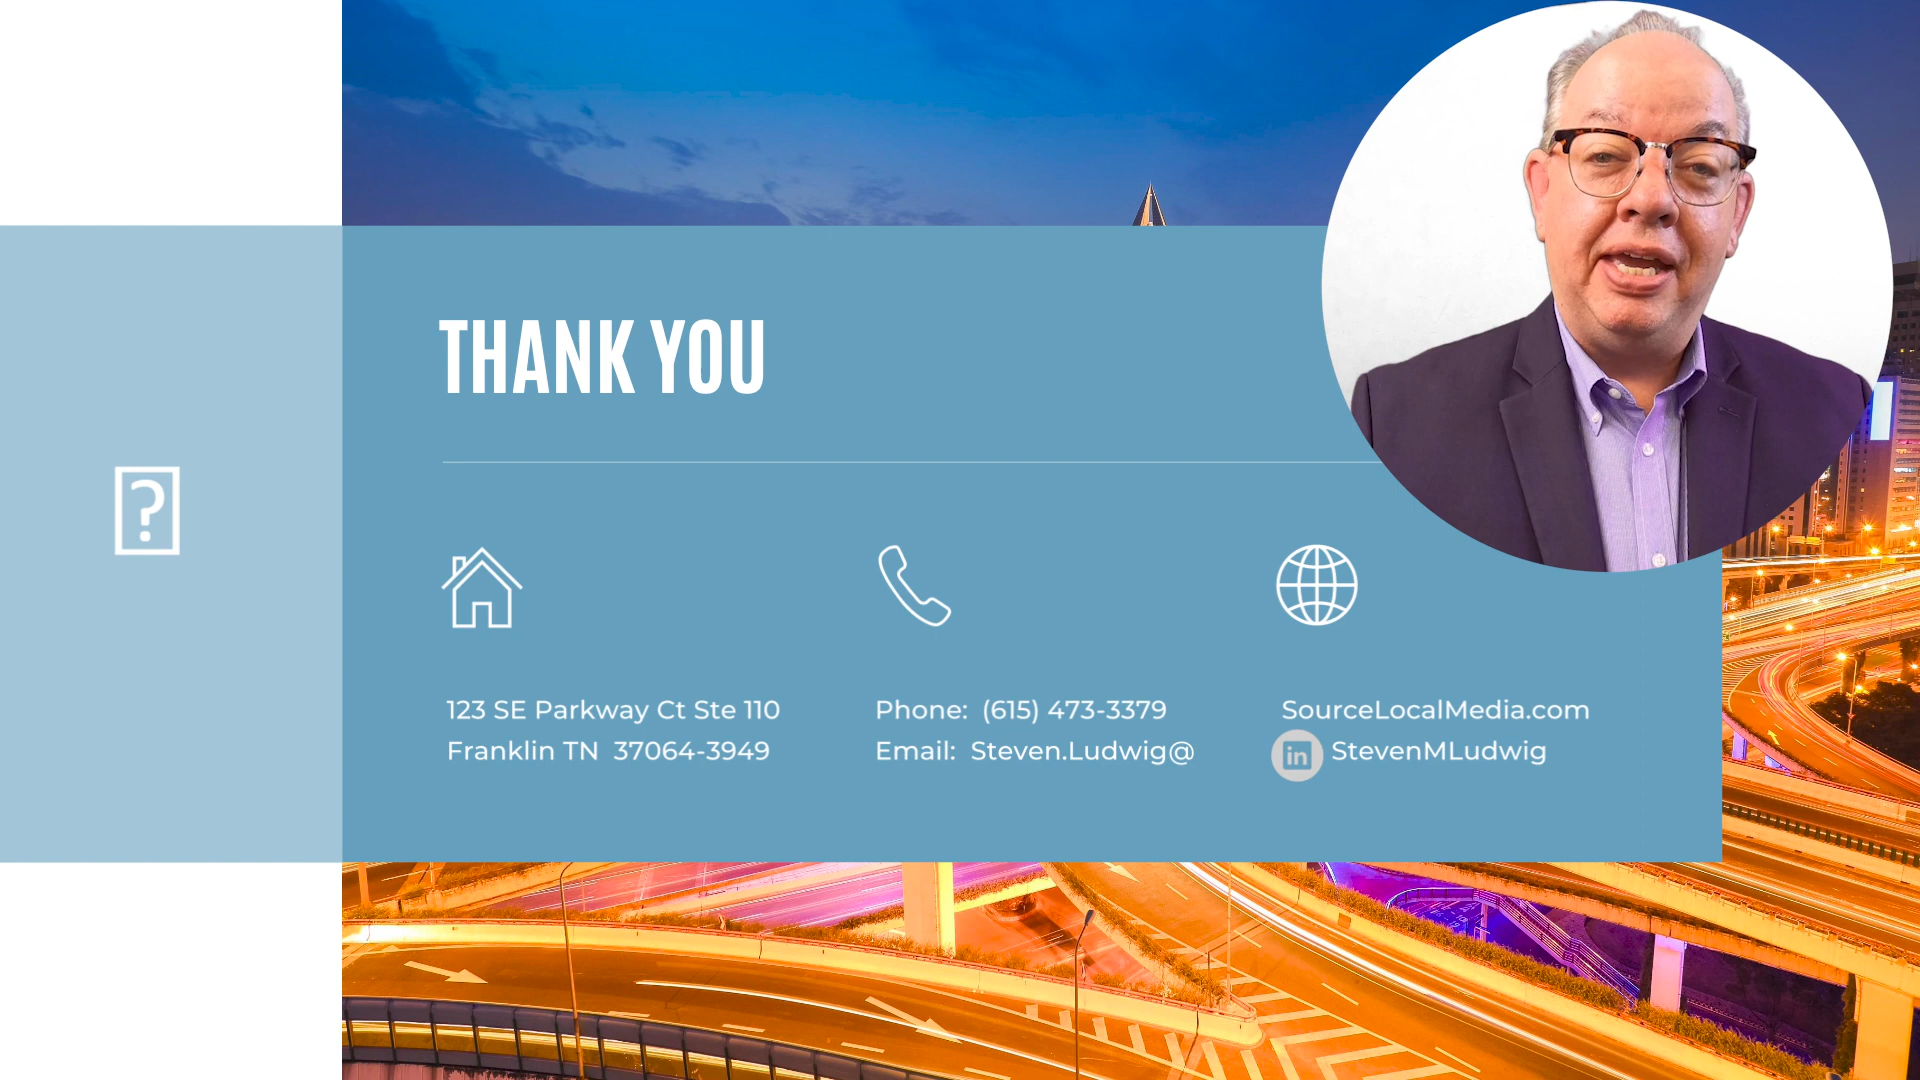 THANK YOU
123 SE Parkway Ct Ste 110
Franklin TN  37064-3949
Phone:  (615) 473-3379
Email:  Steven.Ludwig@
SourceLocalMedia.com
in StevenMLudwig
?